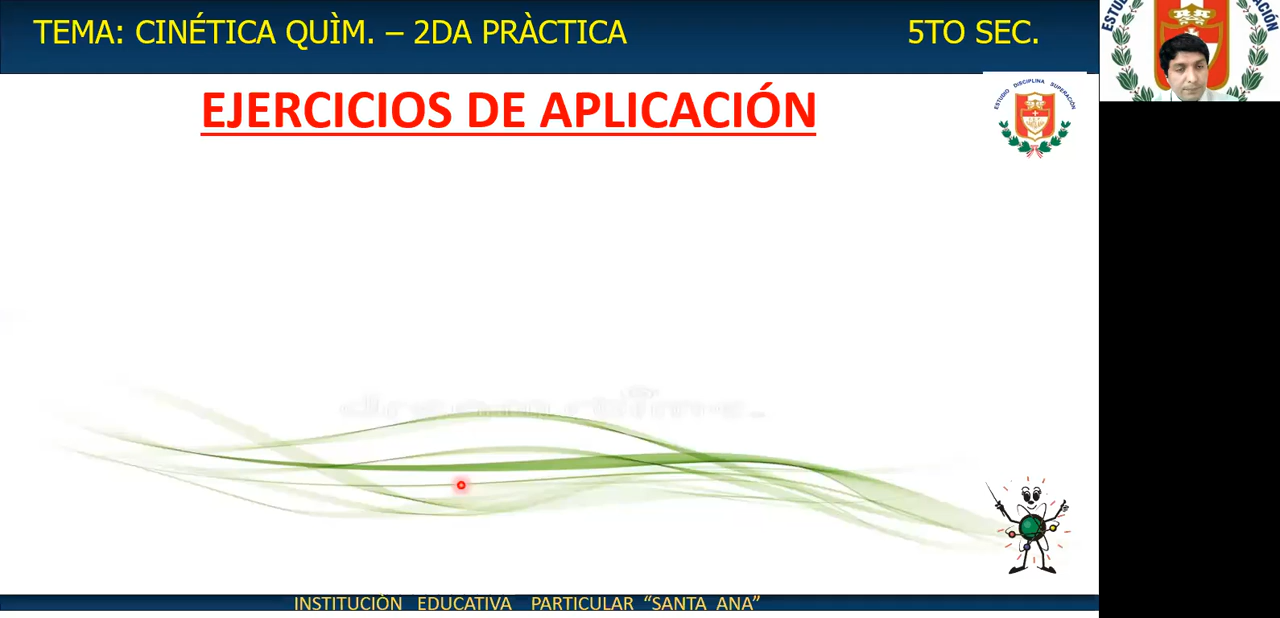 TEMA: CINÉTICA QUÌM. – 2DA PRÀCTICA 5TO SEC.
EJERCICIOS DE APLICACIÓN
ESTUDIO DISCIPLINA SUPERACIÓN
INSTITUCIÒN EDUCATIVA PARTICULAR “SANTA ANA”